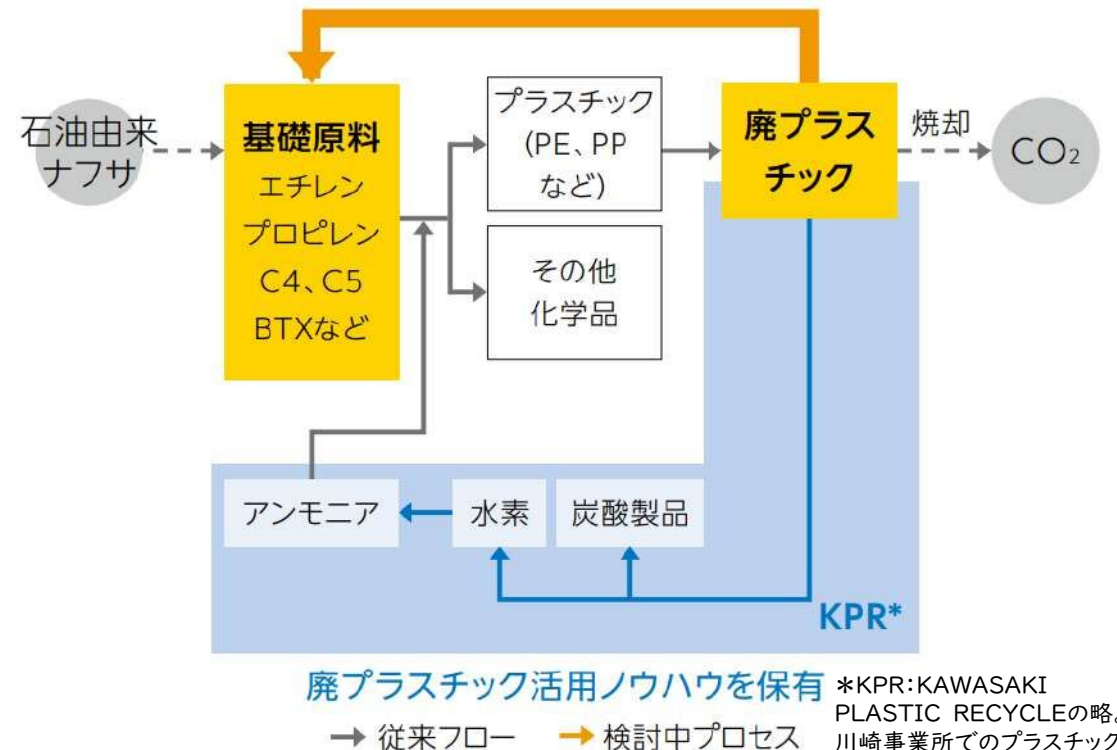 石油由来
ナフサ
基礎原料
エチレン
プロピレン
C4、C5
BTXなど
プラスチック
(PE、PP
など)
その他
化学品
廃プラス
チック
焼却
CO₂
アンモニア
水素
炭酸製品
KPR*
廃プラスチック活用ノウハウを保有
→ 従来フロー → 検討中プロセス
*KPR:KAWASAKI
PLASTIC RECYCLEの略。
川崎事業所でのプラスチック